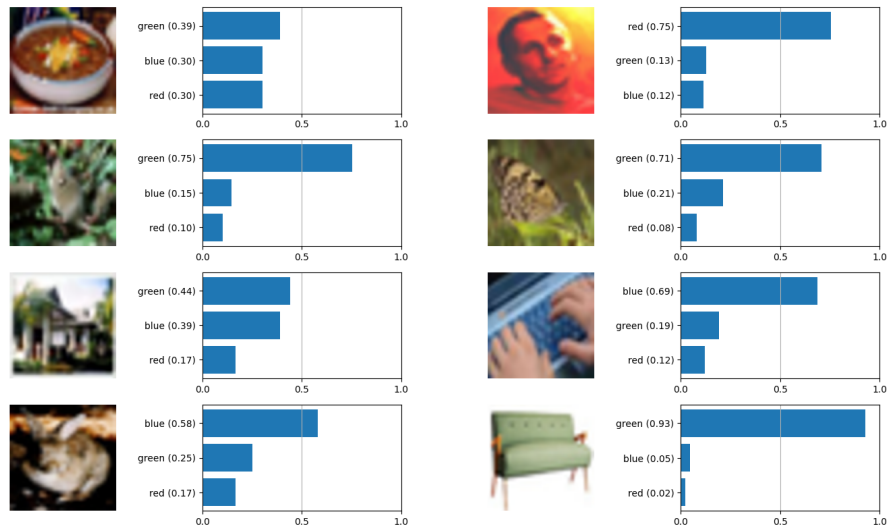 green (0.39)
blue (0.30)
red (0.30)
0.0 0.5 1.0
red (0.75)
green (0.13)
blue (0.12)
0.0 0.5 1.0
green (0.75)
blue (0.15)
red (0.10)
0.0 0.5 1.0
green (0.71)
blue (0.21)
red (0.08)
0.0 0.5 1.0
green (0.44)
blue (0.39)
red (0.17)
0.0 0.5 1.0
blue (0.69)
green (0.19)
red (0.12)
0.0 0.5 1.0
blue (0.58)
green (0.25)
red (0.17)
0.0 0.5 1.0
green (0.93)
blue (0.05)
red (0.02)
0.0 0.5 1.0